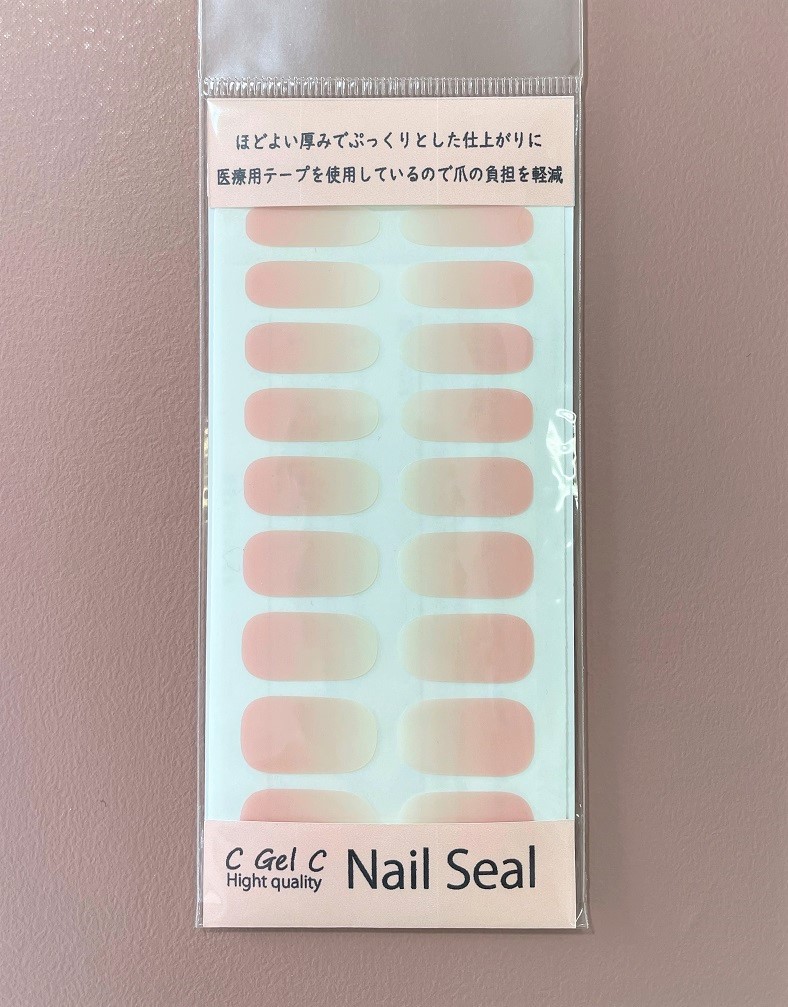 ほどよい厚みでぷっくりとした仕上がりに
医療用テープを使用しているので爪の負担を軽減
C Gel C
Hight quality
Nail Seal